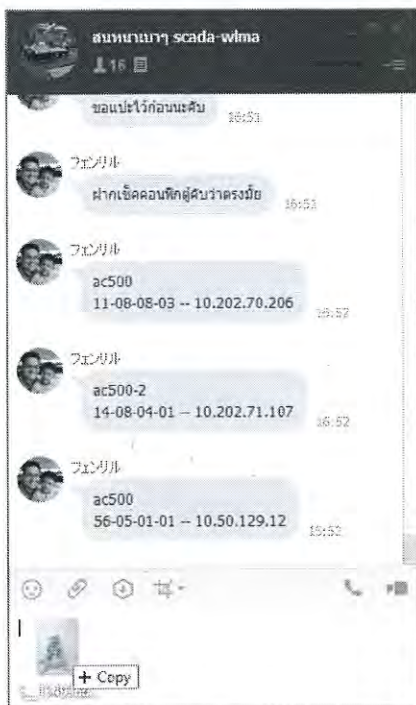 สนทนาเบาๆ scada-wlma
16
ขอแปะไว้ก่อนนะคับ
16:51
フェンリル
ฝากเช็คคอนฟิกตู้คับว่าตรงมั้ย
16:51
フェンリル
ac500
11-08-08-03 -- 10.202.70.206
16:52
フェンリル
ac500-2
14-08-04-01 -- 10.202.71.107
16:52
フェンリル
ac500
56-05-01-01 -- 10.50.129.12
16:52
+ Copy